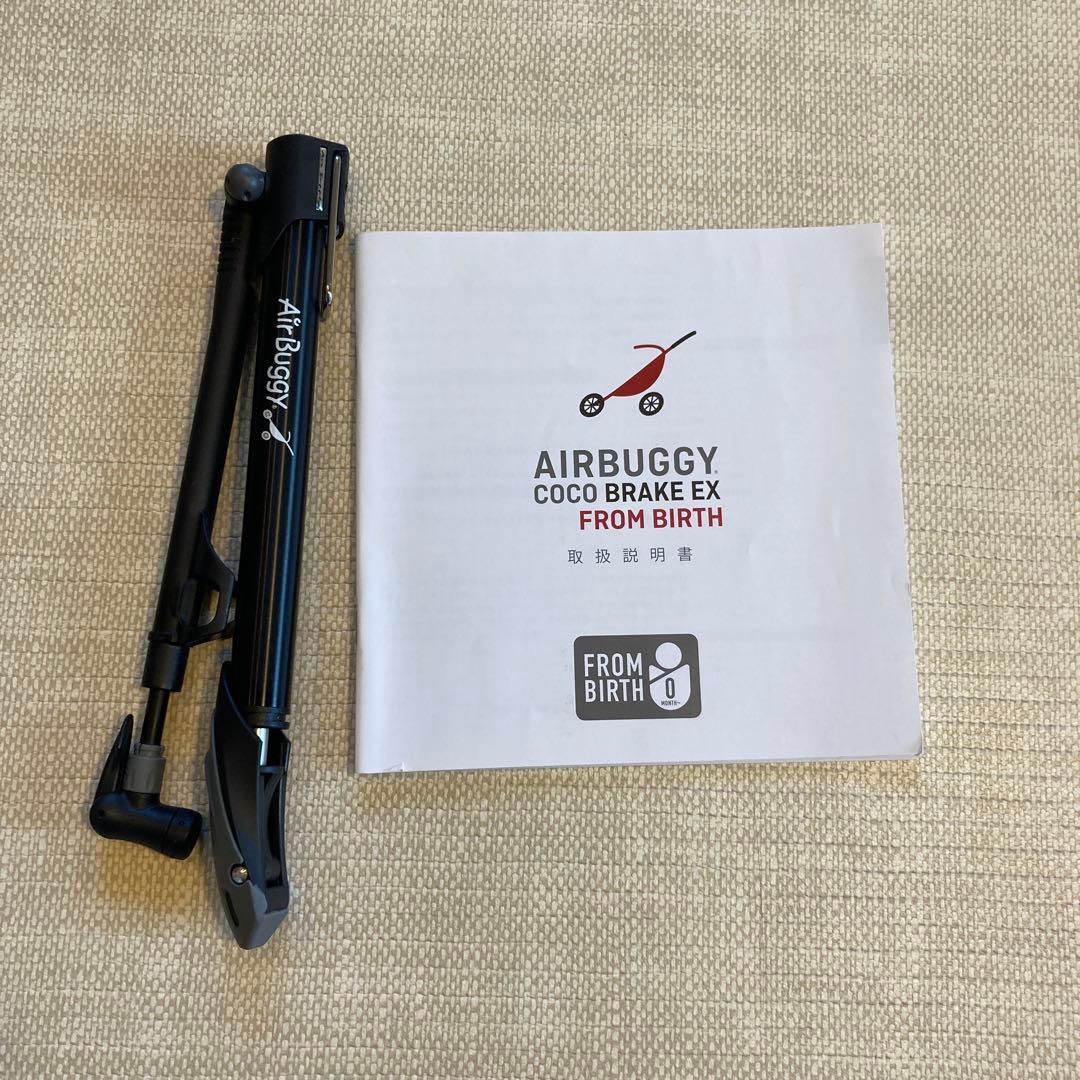 AirBuggy®
AIRBUGGY®
COCO BRAKE EX
FROM BIRTH
取扱説明書
FROM
BIRTH
0
MONTH~